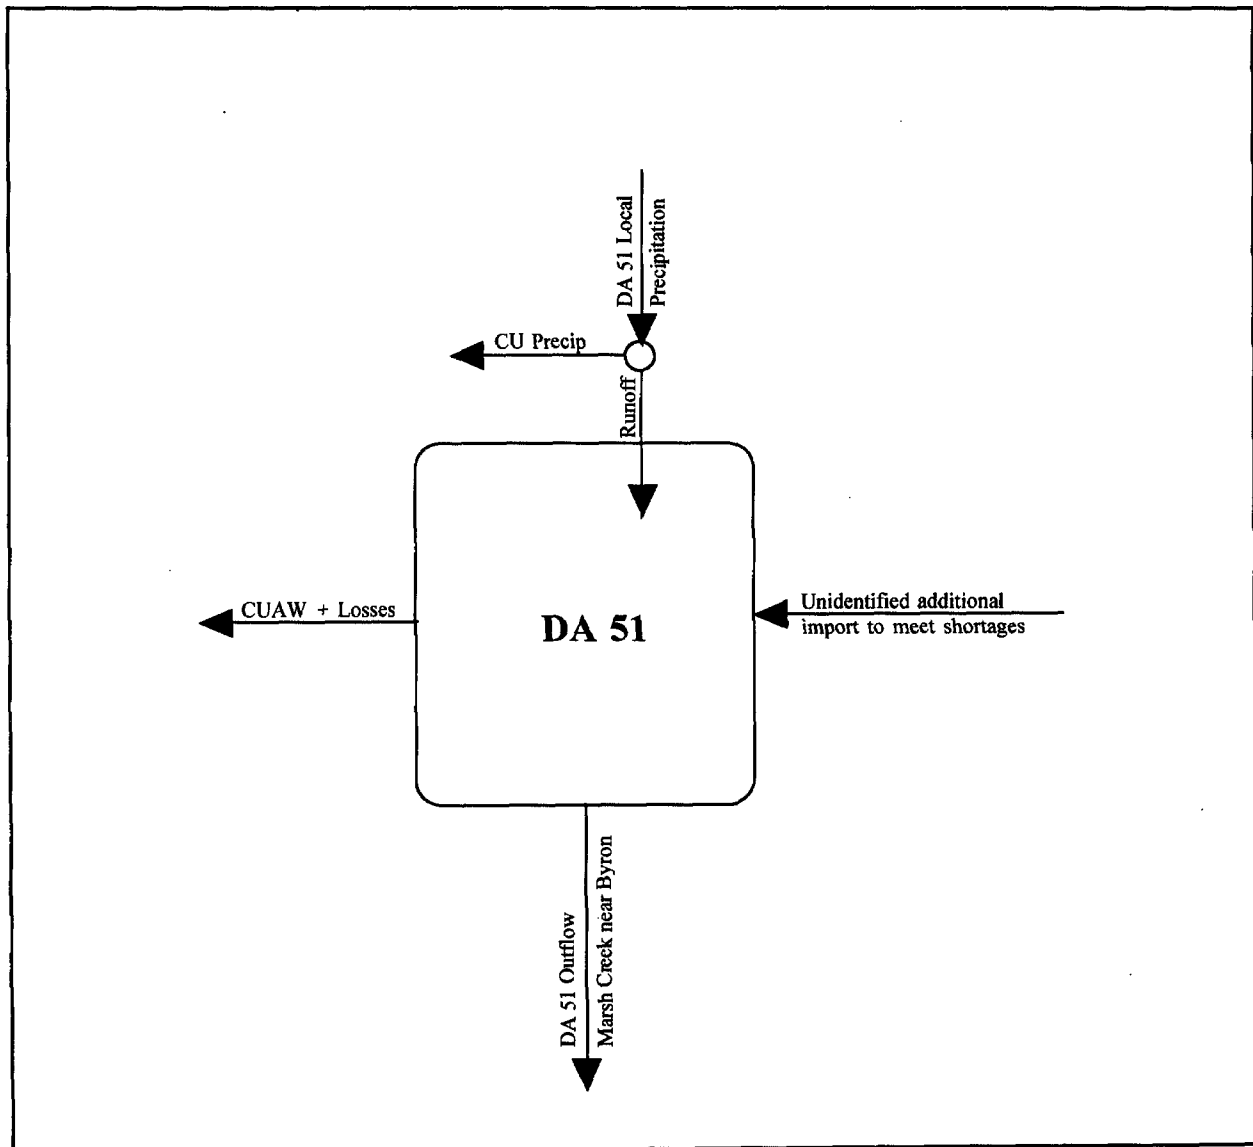 DA 51 Local
Precipitation
CU Precip
Runoff
CUAW + Losses
DA 51
Unidentified additional
import to meet shortages
DA 51 Outflow
Marsh Creek near Byron